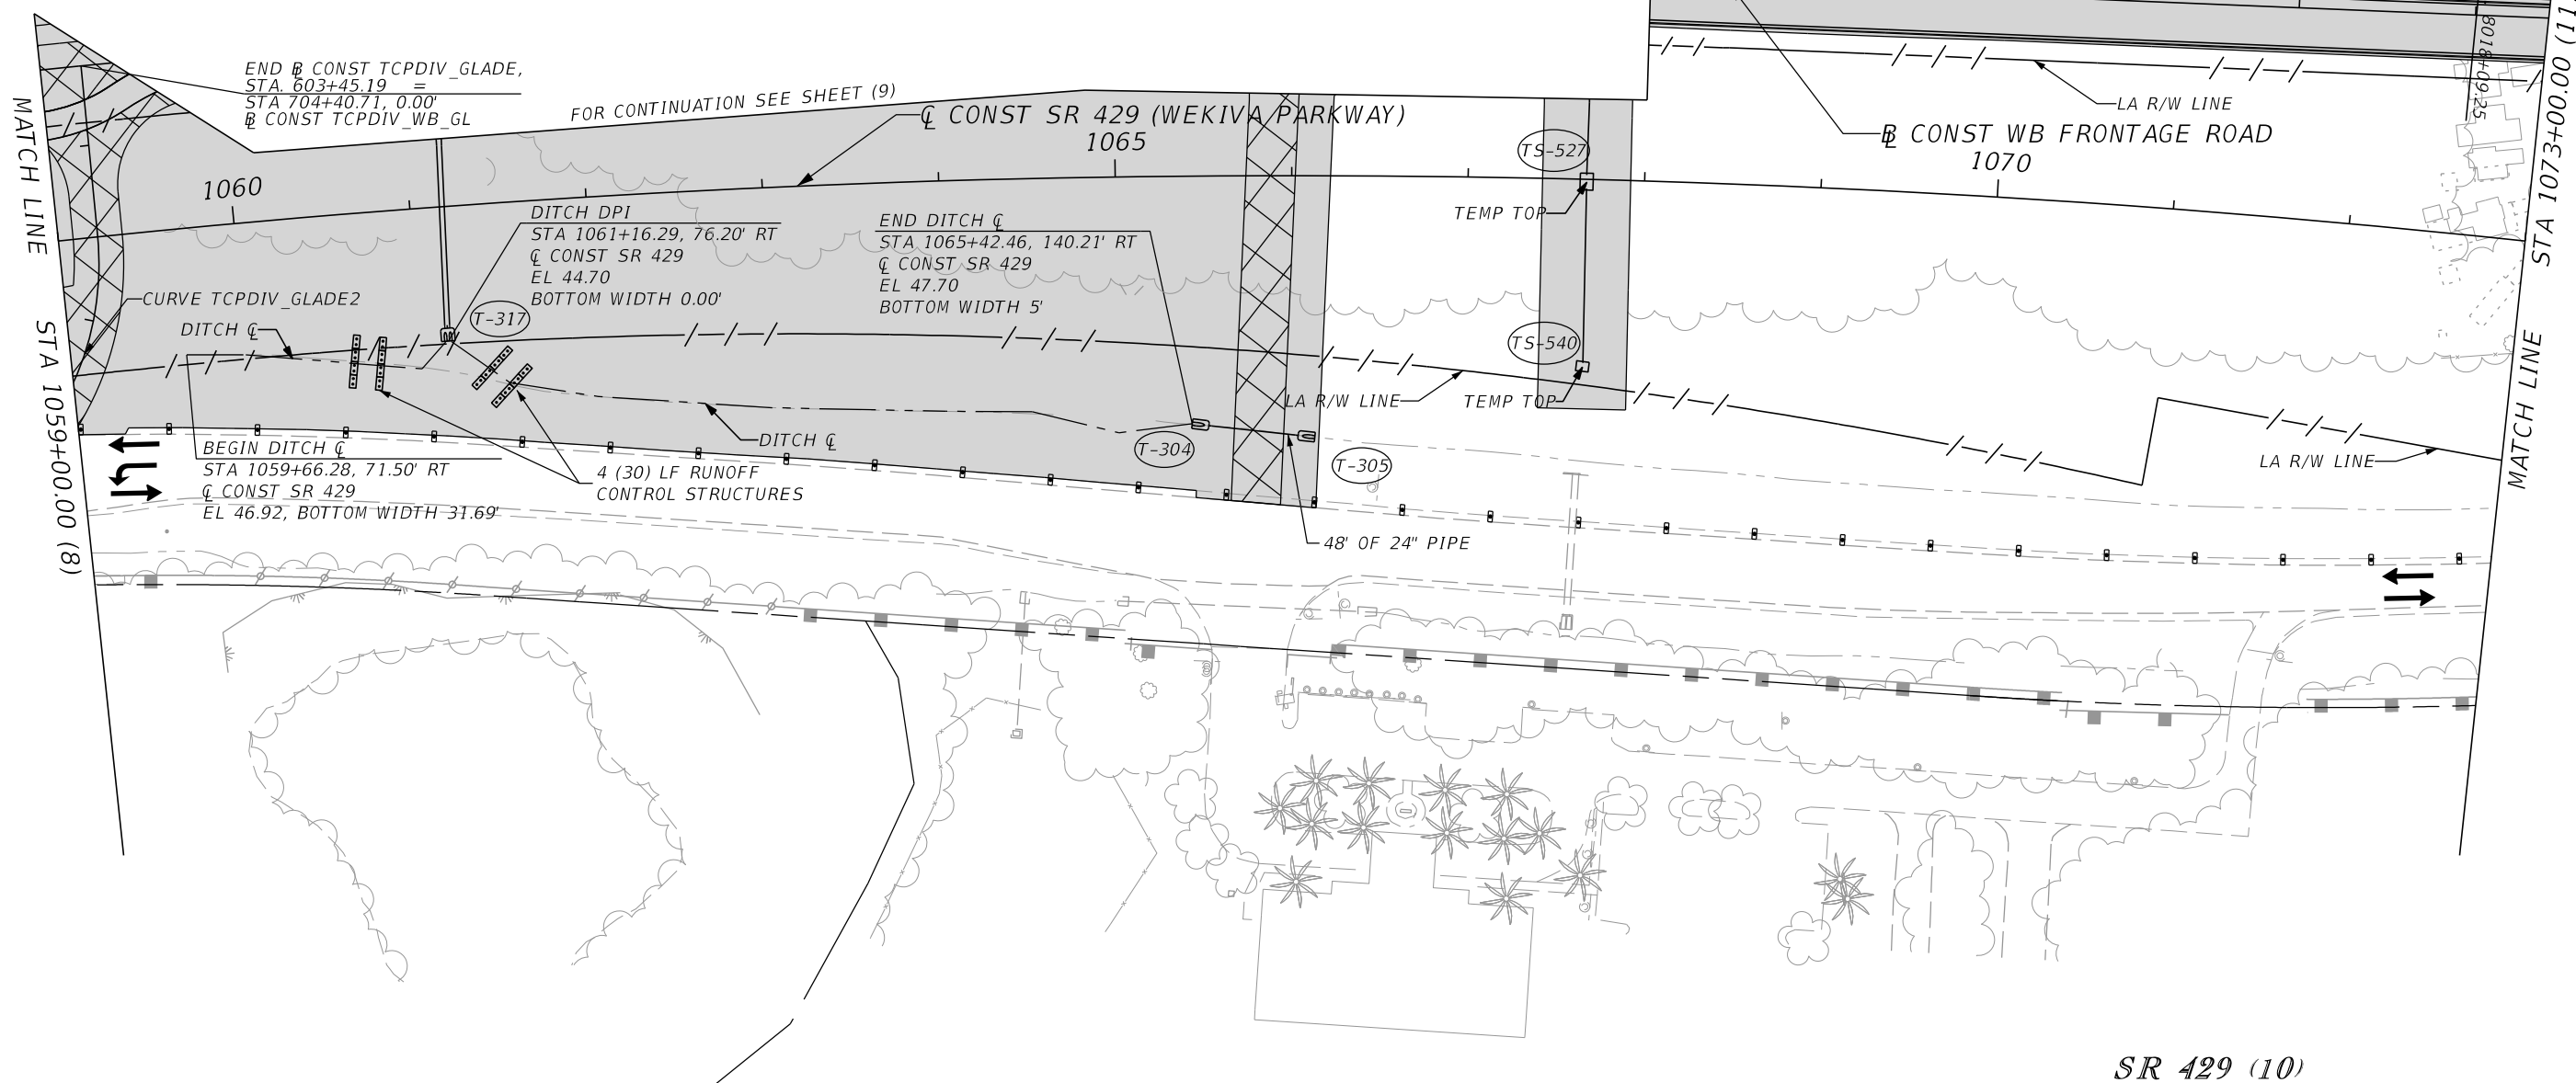 END ℄ CONST TCPDIV_GLADE,
STA. 603+45.19 =
STA 704+40.71, 0.00'
B̲L CONST TCPDIV_WB_GL
FOR CONTINUATION SEE SHEET (9)
℄ CONST SR 429 (WEKIVA PARKWAY)
1065
1060
LA R/W LINE
BL CONST WB FRONTAGE ROAD
1070
8018+09.25
MATCH LINE STA 1073+00.00 (11)
MATCH LINE STA 1059+00.00 (8)
TS-527
TEMP TOP
DITCH DPI
STA 1061+16.29, 76.20' RT
℄ CONST SR 429
EL 44.70
BOTTOM WIDTH 0.00'
END DITCH ℄
STA 1065+42.46, 140.21' RT
℄ CONST SR 429
EL 47.70
BOTTOM WIDTH 5'
CURVE TCPDIV_GLADE2
DITCH ℄
T-317
TS-540
LA R/W LINE
TEMP TOP
DITCH ℄
T-304
T-305
LA R/W LINE
BEGIN DITCH ℄
STA 1059+66.28, 71.50' RT
℄ CONST SR 429
EL 46.92, BOTTOM WIDTH 31.69'
4 (30) LF RUNOFF
CONTROL STRUCTURES
48' OF 24" PIPE
SR 429 (10)